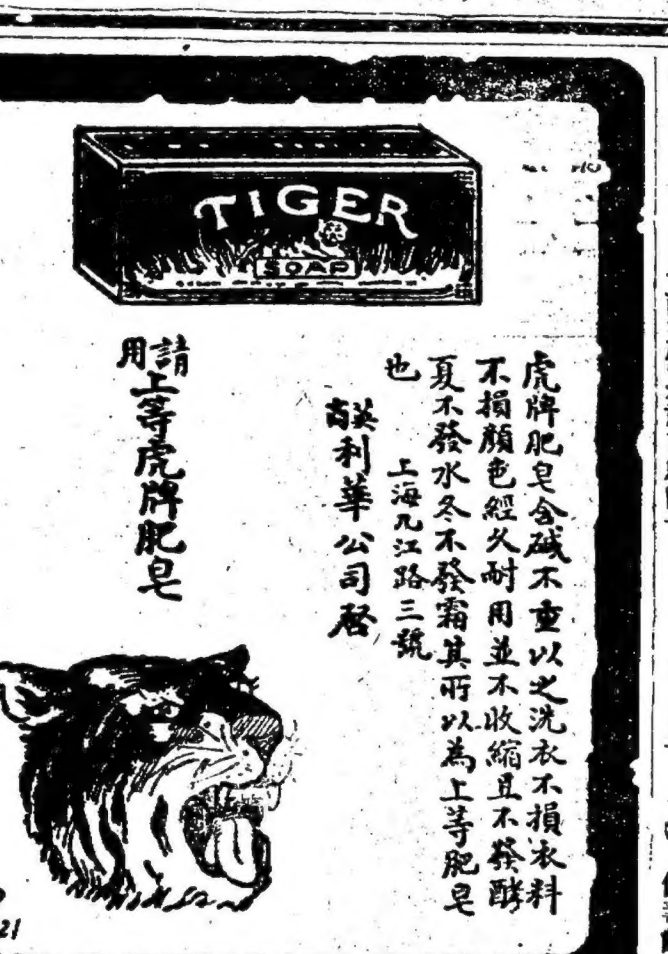 TIGER
SOAP
虎牌肥皂含碱不重以之洗衣不損衣料
不損顏色經久耐用並不收縮且不發酵
夏不發水冬不發霜其所以為上等肥皂
也
上海九江路三號
英商利華公司啓
請用上等虎牌肥皂
21